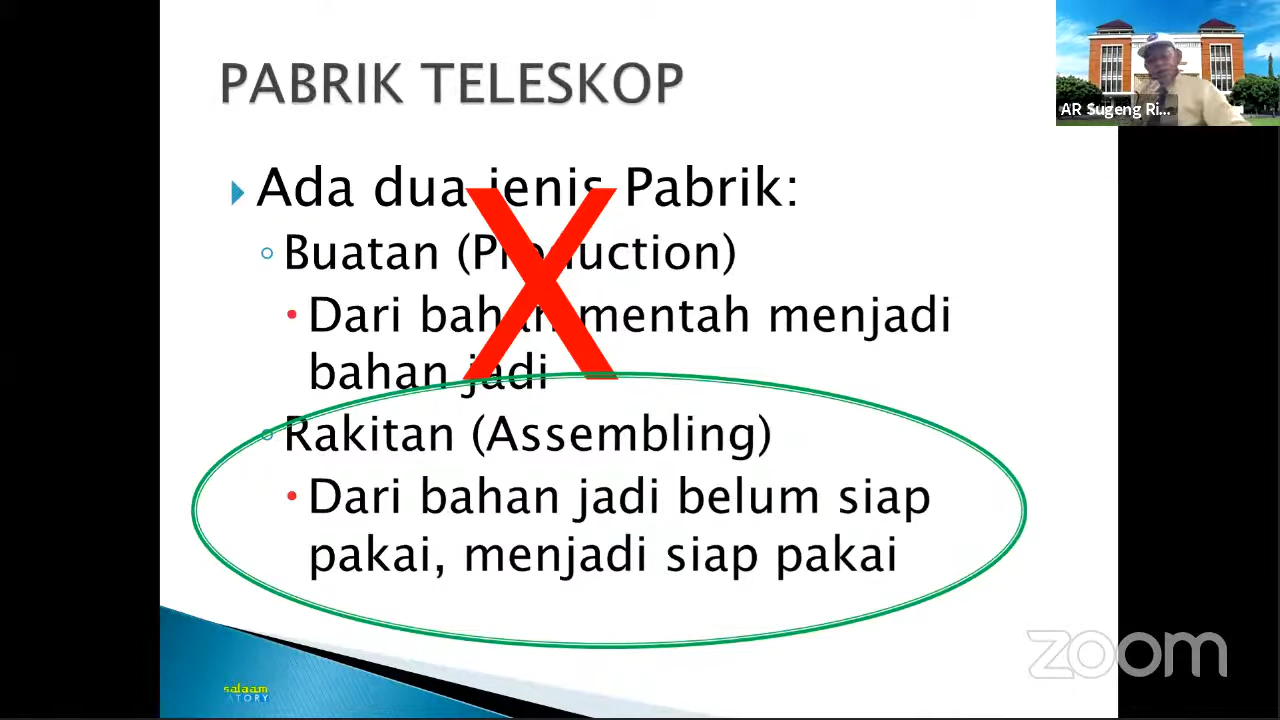 PABRIK TELESKOP
AR Sugeng Ri...
Ada dua jenis Pabrik:
Buatan (Production)
Dari bahan mentah menjadi
bahan jadi
X
Rakitan (Assembling)
Dari bahan jadi belum siap
pakai, menjadi siap pakai
zoom
salaam
ATORY